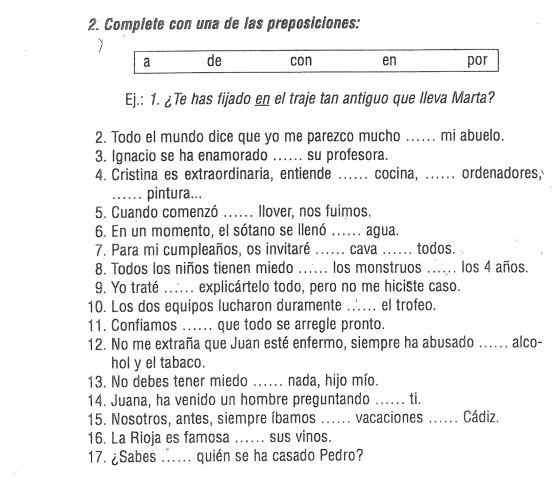 2. Complete con una de las preposiciones:
a de con en por
Ej.: 1. ¿Te has fijado en el traje tan antiguo que lleva Marta?
2. Todo el mundo dice que yo me parezco mucho ...... mi abuelo.
3. Ignacio se ha enamorado ...... su profesora.
4. Cristina es extraordinaria, entiende ...... cocina, ...... ordenadores,
...... pintura...
5. Cuando comenzó ...... llover, nos fuimos.
6. En un momento, el sótano se llenó ...... agua.
7. Para mi cumpleaños, os invitaré ...... cava ...... todos.
8. Todos los niños tienen miedo ...... los monstruos ...... los 4 años.
9. Yo traté ...... explicártelo todo, pero no me hiciste caso.
10. Los dos equipos lucharon duramente ...... el trofeo.
11. Confiamos ...... que todo se arregle pronto.
12. No me extraña que Juan esté enfermo, siempre ha abusado ...... alco-
hol y el tabaco.
13. No debes tener miedo ...... nada, hijo mío.
14. Juana, ha venido un hombre preguntando ...... ti.
15. Nosotros, antes, siempre íbamos ...... vacaciones ...... Cádiz.
16. La Rioja es famosa ...... sus vinos.
17. ¿Sabes ...... quién se ha casado Pedro?